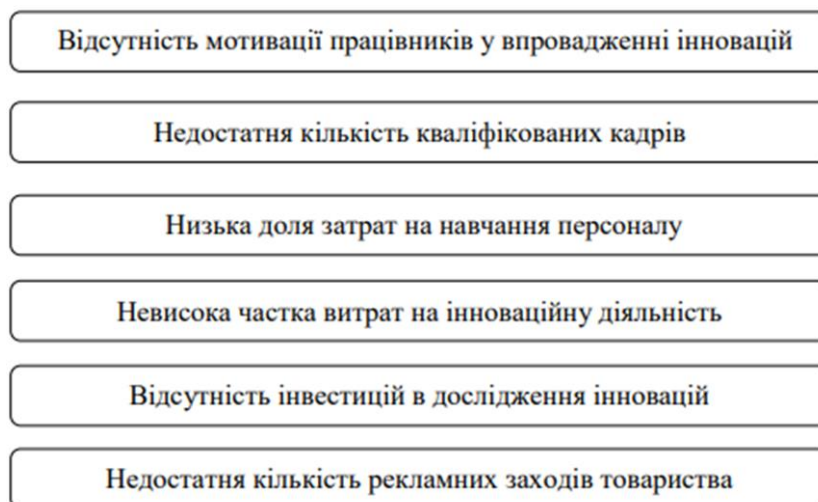 Відсутність мотивації працівників у впровадженні інновацій
Недостатня кількість кваліфікованих кадрів
Низька доля затрат на навчання персоналу
Невисока частка витрат на інноваційну діяльність
Відсутність інвестицій в дослідження інновацій
Недостатня кількість рекламних заходів товариства